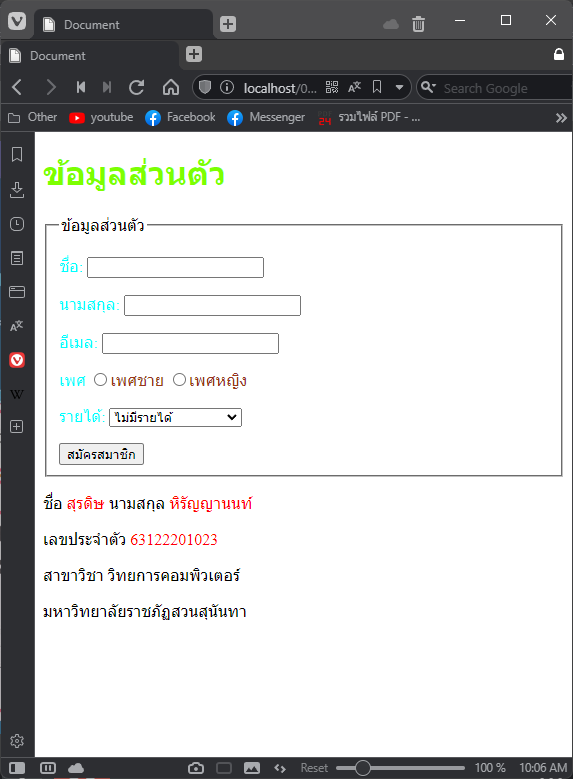 Document
Document
localhost/0...
Search Google
Other youtube Facebook Messenger รวมไฟล์ PDF - ...
ข้อมูลส่วนตัว
ข้อมูลส่วนตัว
ชื่อ:
นามสกุล:
อีเมล:
เพศ เพศชาย เพศหญิง
รายได้: ไม่มีรายได้
สมัครสมาชิก
ชื่อ สุรดิษ นามสกุล หิรัญญานนท์
เลขประจำตัว 63122201023
สาขาวิชา วิทยการคอมพิวเตอร์
มหาวิทยาลัยราชภัฏสวนสุนันทา
Reset 100 % 10:06 AM